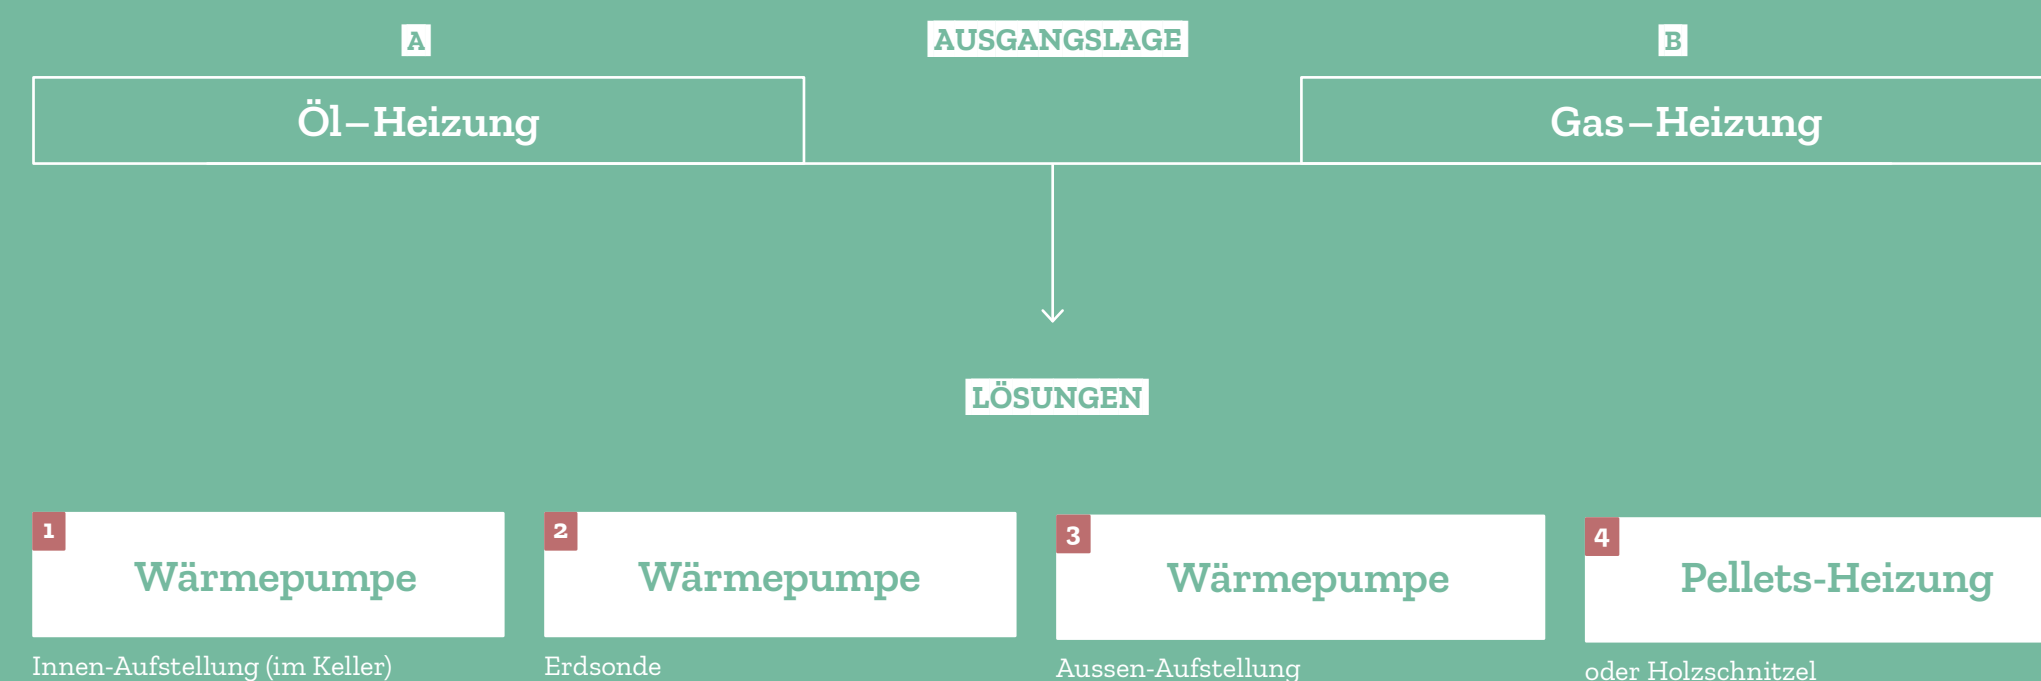 A
AUSGANGSLAGE
B
Öl–Heizung
Gas–Heizung
LÖSUNGEN
1
Wärmepumpe
Innen-Aufstellung (im Keller)
2
Wärmepumpe
Erdsonde
3
Wärmepumpe
Aussen-Aufstellung
4
Pellets-Heizung
oder Holzschnitzel